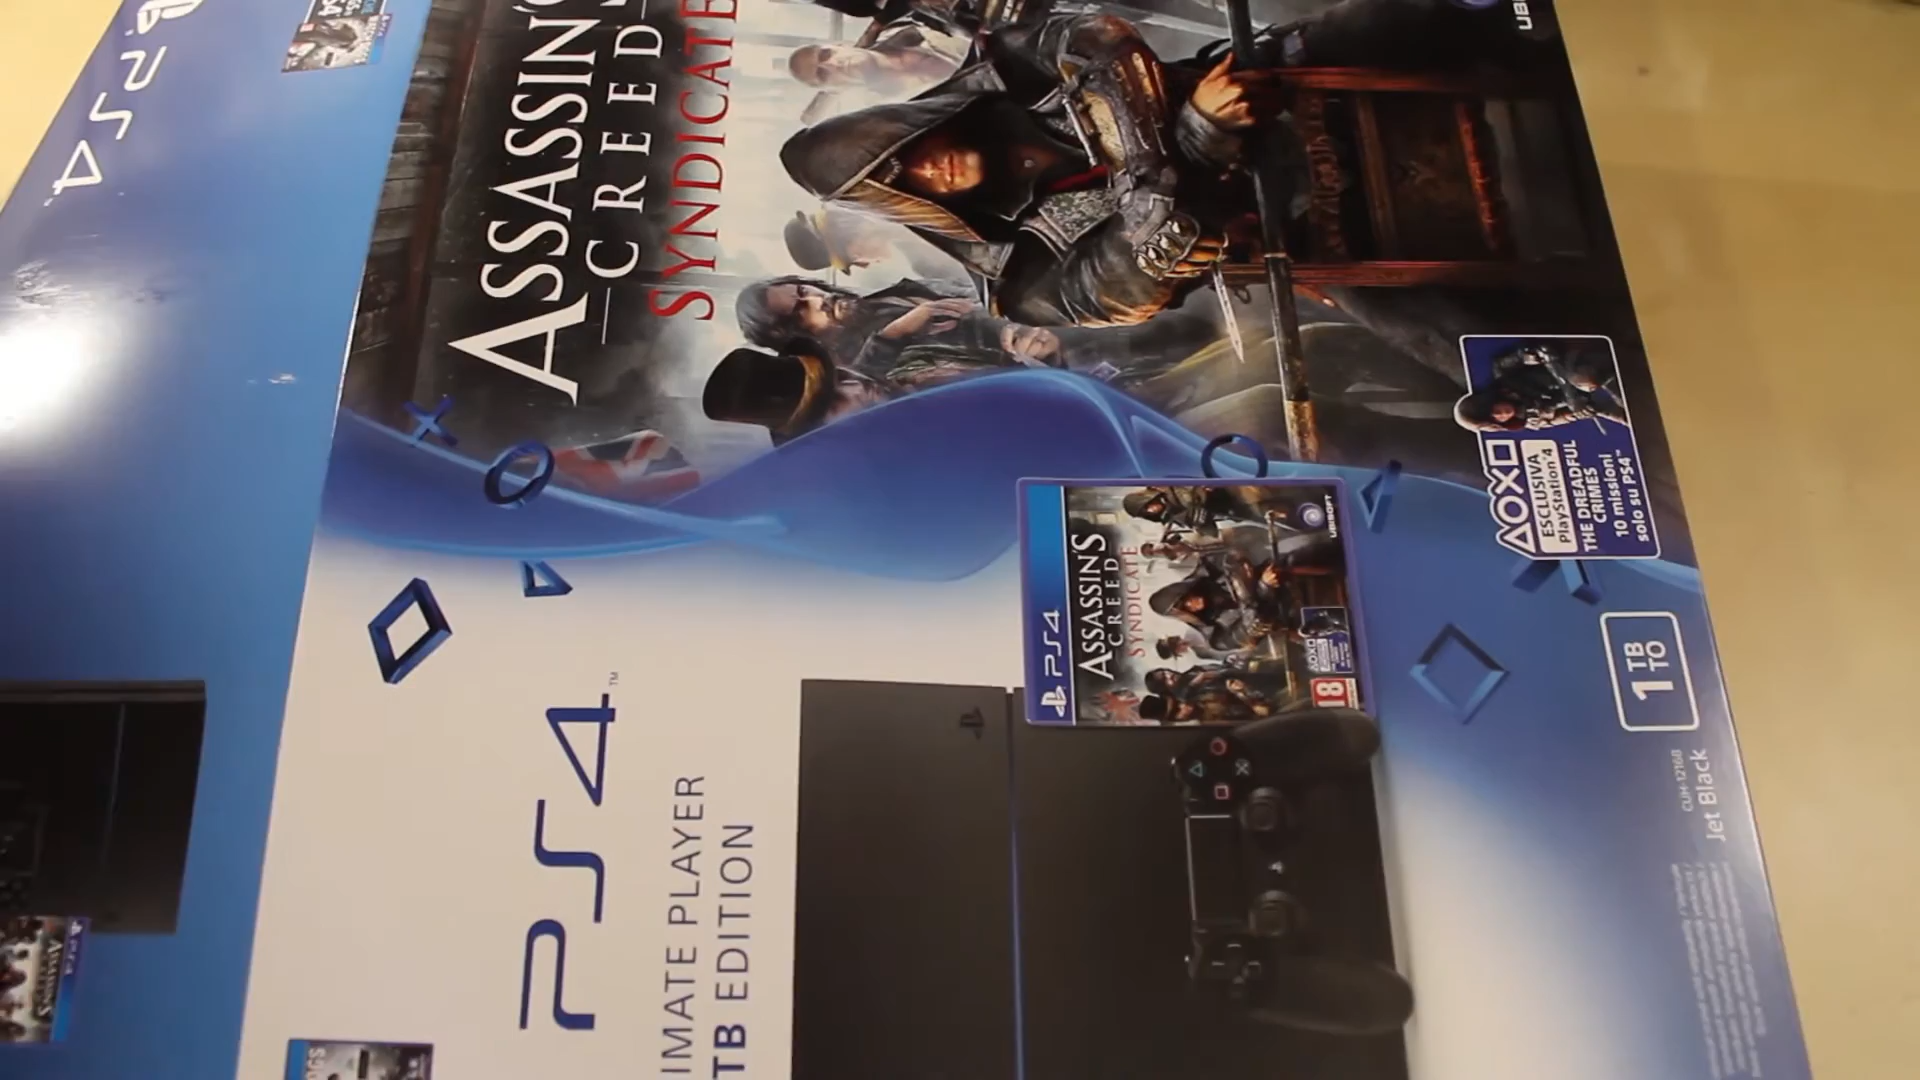 PS4
ASSASSIN'S
CREED
SYNDICATE
UBI
ESCLUSIVA
PlayStation 4
THE DREADFUL
CRIMES
10 missioni
solo su PS4™
1 TB
TO
CUH-1216B
Jet Black
PS4™
IMATE PLAYER
TB EDITION
PS4
ASSASSIN'S
CREED
SYNDICATE
UBISOFT
18
PS4